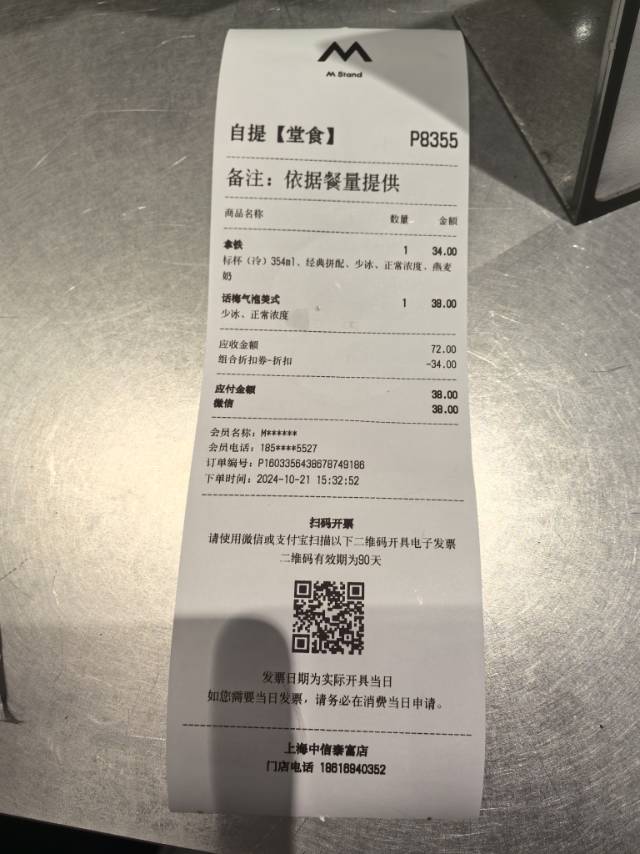 M Stand
自提【堂食】 P8355
备注：依据餐量提供
商品名称 数量 金额
拿铁 1 34.00
标杯（冷）354ml、经典拼配、少冰、正常浓度、燕麦
奶
话梅气泡美式 1 38.00
少冰、正常浓度
应收金额 72.00
组合折扣券-折扣 -34.00
应付金额 38.00
微信 38.00
会员名称：M******
会员电话：185****5527
订单编号：P1603356438678749186
下单时间：2024-10-21 15:32:52
扫码开票
请使用微信或支付宝扫描以下二维码开具电子发票
二维码有效期为90天
发票日期为实际开具当日
如您需要当日发票，请务必在消费当日申请。
上海中信泰富店
门店电话 18616940352